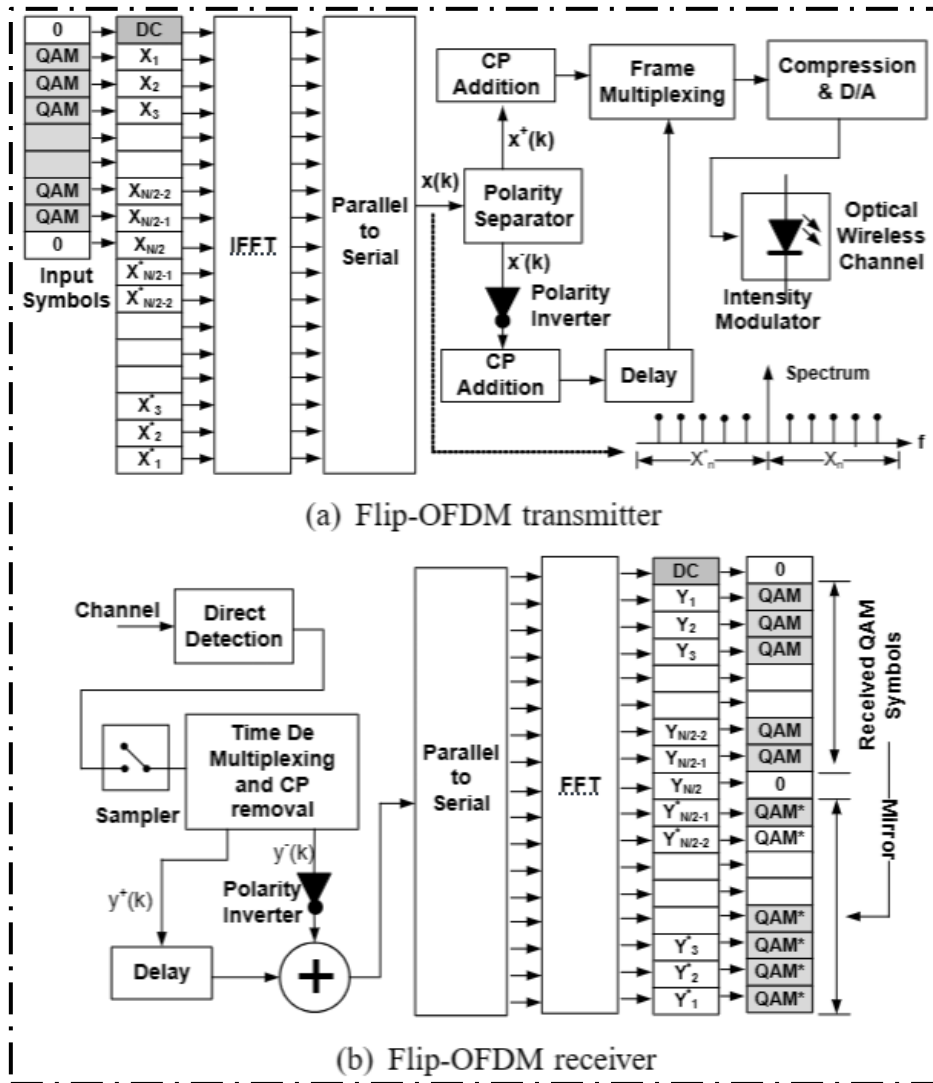 0
QAM
QAM
QAM
QAM
QAM
0
Input
Symbols
DC
X1
X2
X3
XN/2-2
XN/2-1
XN/2
X*N/2-1
X*N/2-2
X*3
X*2
X*1
IFFT
Parallel
to
Serial
x(k)
CP
Addition
x+(k)
Polarity
Separator
x-(k)
Polarity
Inverter
CP
Addition
Delay
Frame
Multiplexing
Compression
& D/A
Optical
Wireless
Channel
Intensity
Modulator
Spectrum
f
X*n
Xn
(a) Flip-OFDM transmitter
Channel
Direct
Detection
Sampler
Time De
Multiplexing
and CP
removal
y+(k)
y-(k)
Polarity
Inverter
Delay
+
Parallel
to
Serial
FFT
DC
Y1
Y2
Y3
YN/2-2
YN/2-1
YN/2
Y*N/2-1
Y*N/2-2
Y*3
Y*2
Y*1
0
QAM
QAM
QAM
QAM
QAM
0
QAM*
QAM*
QAM*
QAM*
QAM*
QAM*
Received QAM
Symbols
Mirror
(b) Flip-OFDM receiver